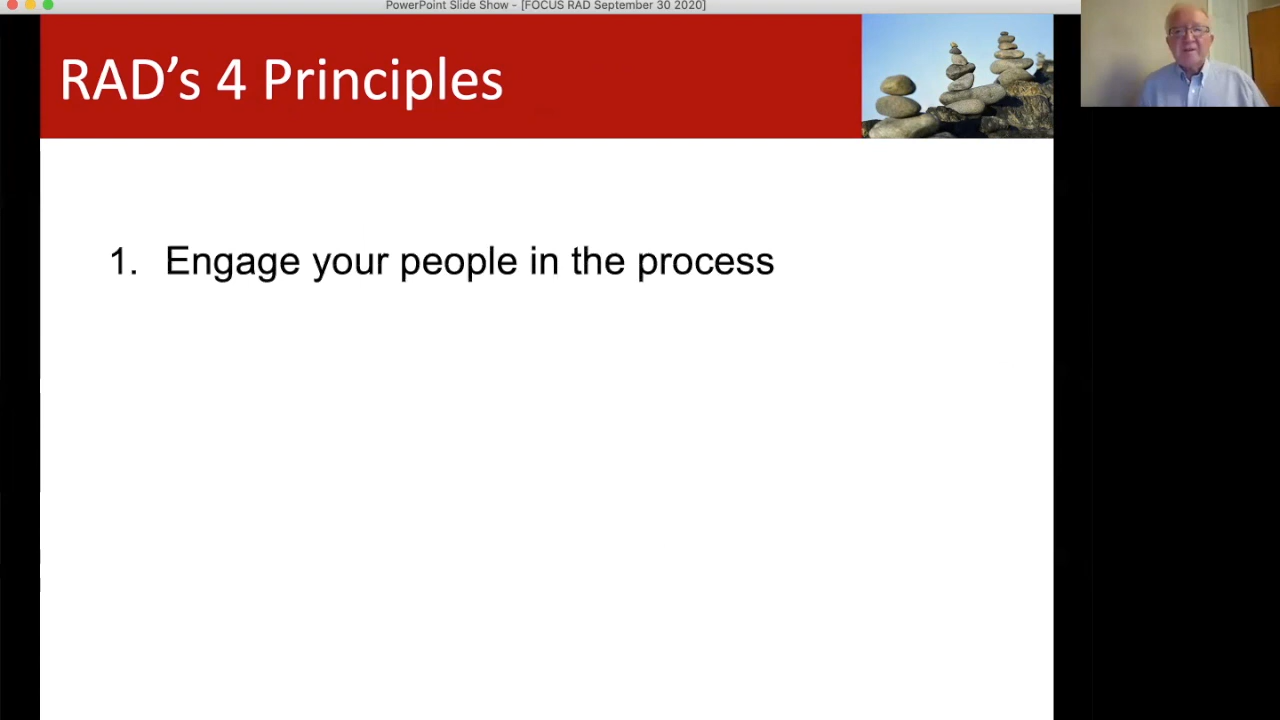 PowerPoint Slide Show - [FOCUS RAD September 30 2020]
RAD’s 4 Principles
1. Engage your people in the process